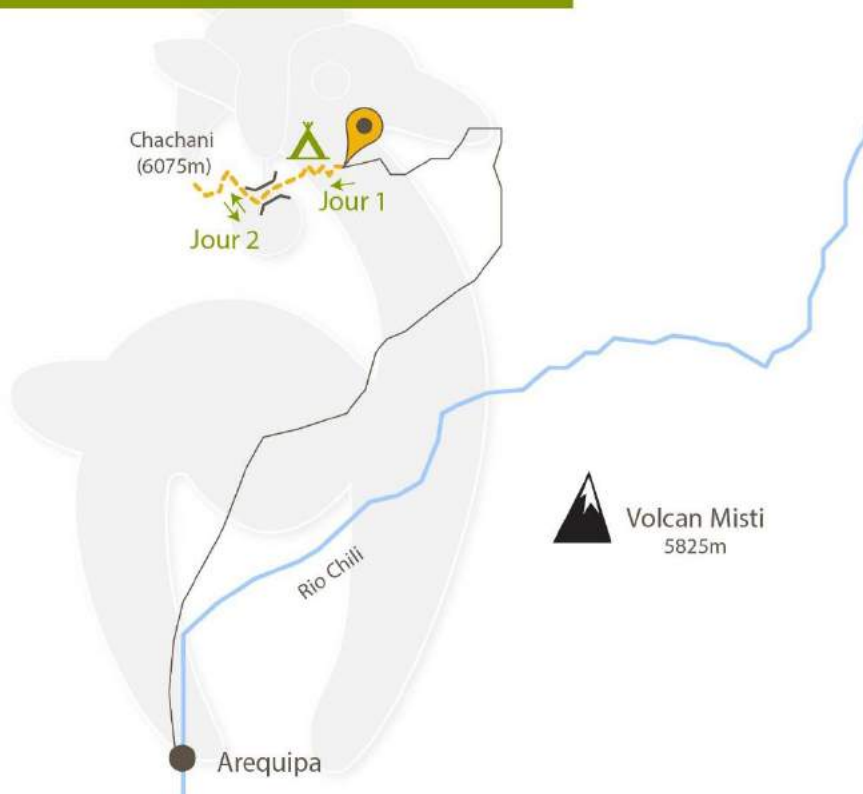 Chachani
(6075m)
Jour 1
Jour 2
Rio Chili
Volcan Misti
5825m
Arequipa